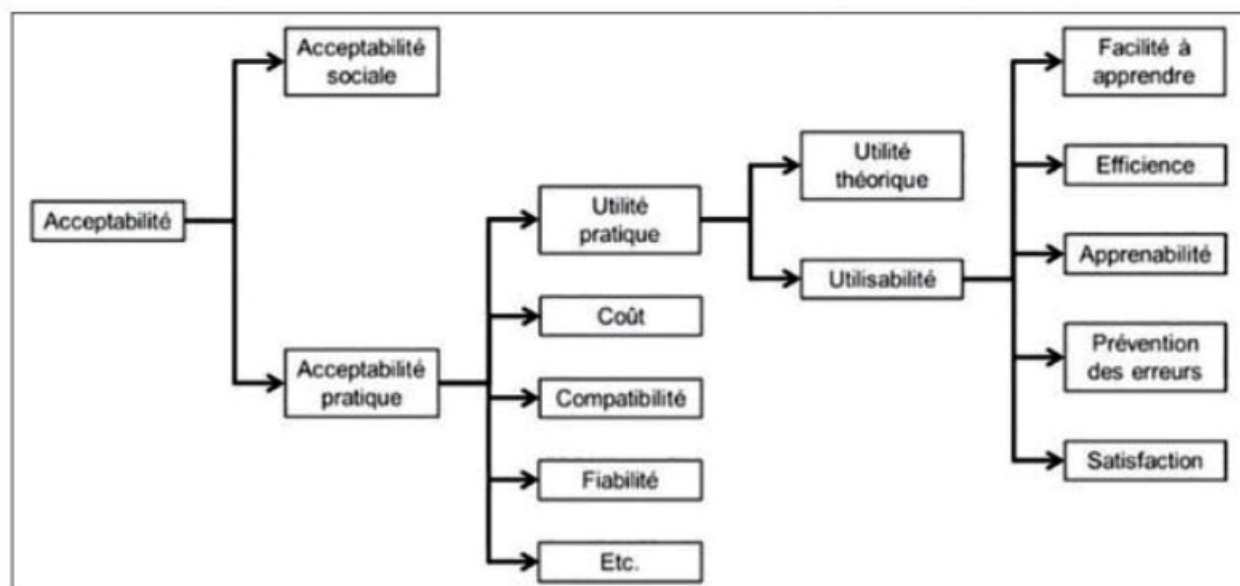 Acceptabilité
Acceptabilité
sociale
Acceptabilité
pratique
Utilité
pratique
Coût
Compatibilité
Fiabilité
Etc.
Utilité
théorique
Utilisabilité
Facilité à
apprendre
Efficience
Apprenabilité
Prévention
des erreurs
Satisfaction